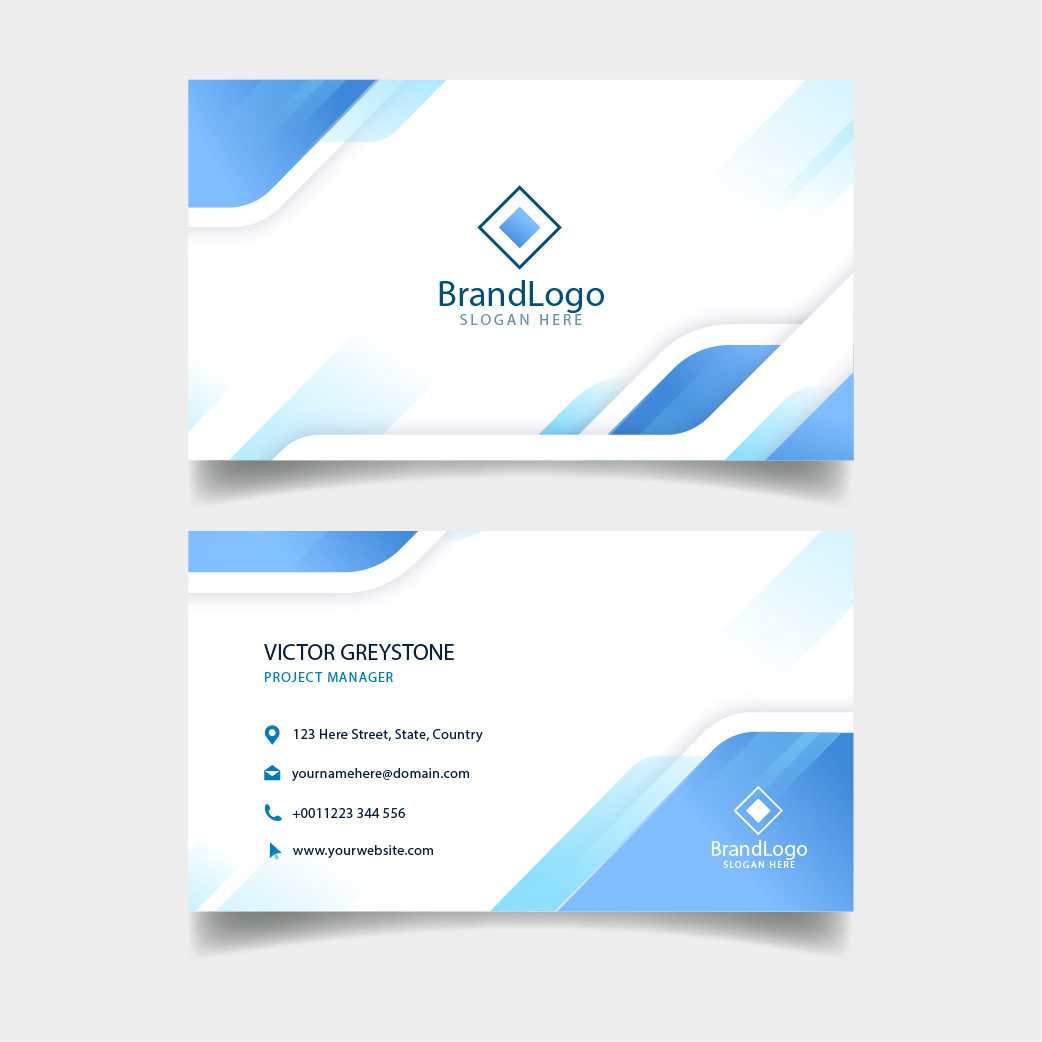 BrandLogo
SLOGAN HERE
VICTOR GREYSTONE
PROJECT MANAGER
123 Here Street, State, Country
yournamehere@domain.com
+0011223 344 556
www.yourwebsite.com
BrandLogo
SLOGAN HERE